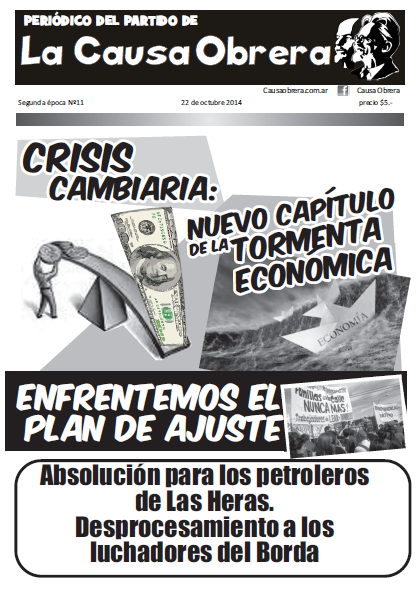 PERIÓDICO DEL PARTIDO DE
La Causa Obrera
Causaobrera.com.ar
Causa Obrera
Segunda época Nº11
22 de octubre 2014
precio $5.-
CRISIS
CAMBIARIA:
NUEVO CAPÍTULO
DE LA TORMENTA
ECONÓMICA
ECONOMÍA
ENFRENTEMOS EL
PLAN DE AJUSTE
NUNCA MAS!
Absolución para los petroleros
de Las Heras.
Desprocesamiento a los
luchadores del Borda